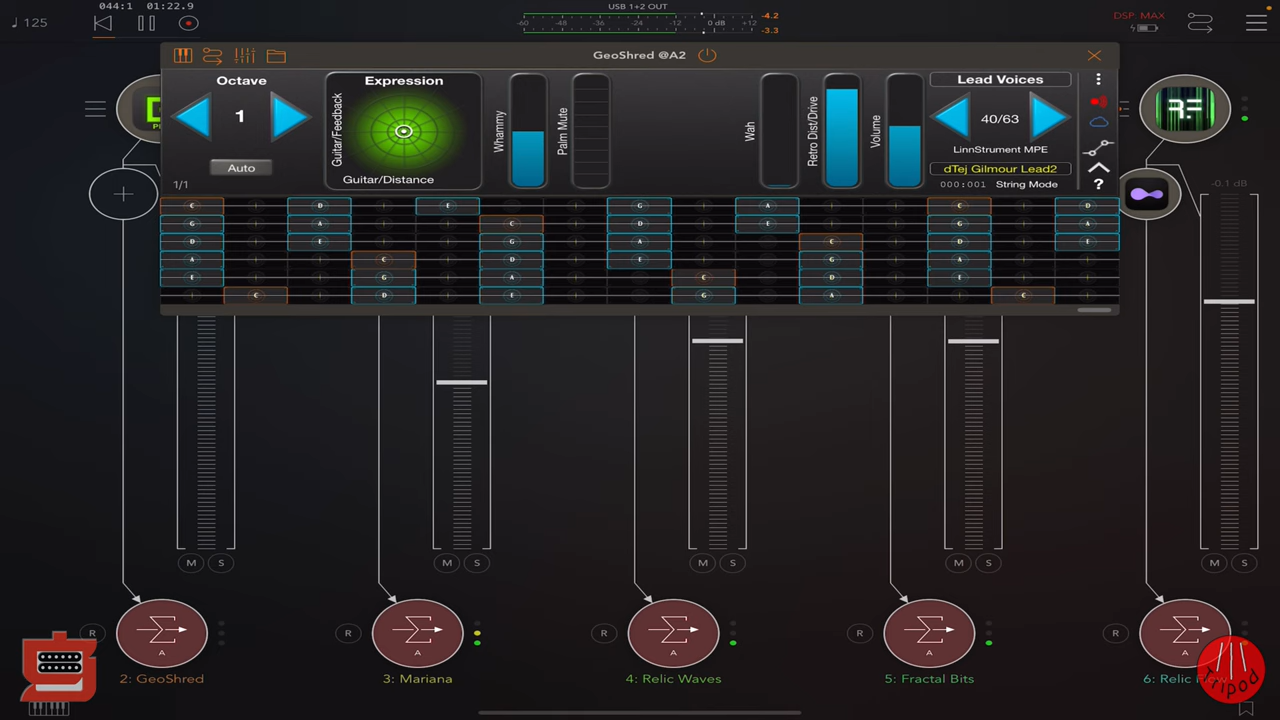 125
044:1 01:22.9
USB 1+2 OUT
-60 -48 -36 -24 -12 0 dB +12
-4.2
-3.3
DSP: MAX
GeoShred @A2
Octave
1
Auto
1/1
Expression
Guitar/Feedback
Guitar/Distance
Whammy
Palm Mute
Wah
Retro Dist/Drive
Volume
Lead Voices
40/63
LinnStrument MPE
dTej Gilmour Lead2
000:001 String Mode
?
C D E G A C D
G A C D E G A
D E G A C D E
A C D E G A
E G A C D E
C D E G A C
-0.1 dB
M S M S M S M S M S
R R R R R
A A A A A
2: GeoShred
3: Mariana
4: Relic Waves
5: Fractal Bits
6: Relic
Tripod